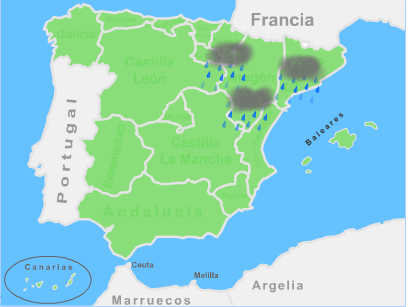 Francia
Galicia
Castilla
León
Portugal
Extremadura
Castilla
La Mancha
Baleares
Andalucía
Canarias
Ceuta
Melilla
Marruecos
Argelia